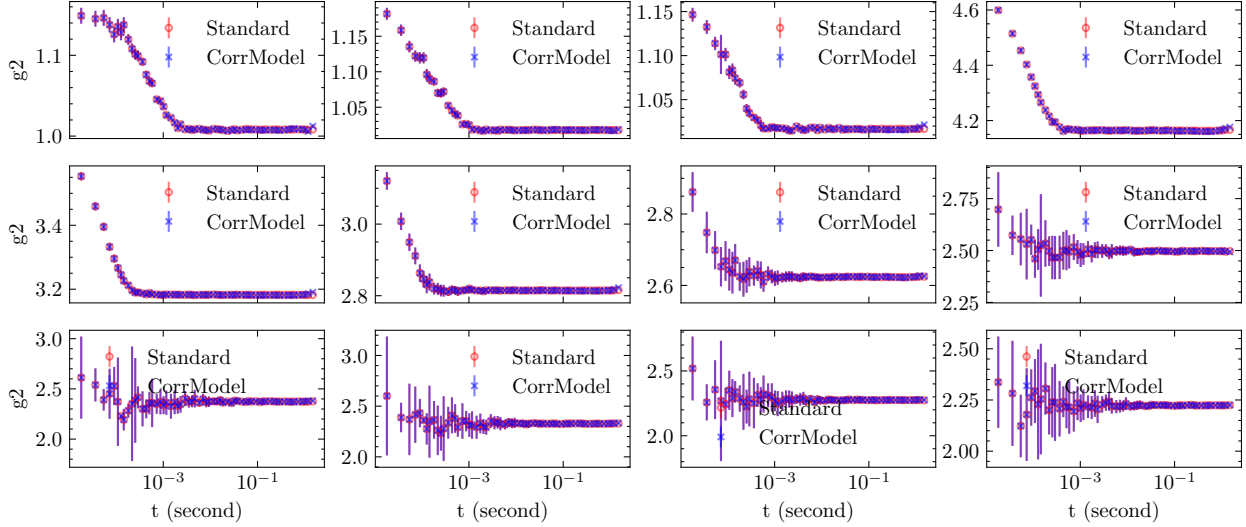 1.1
1.0
g2
Standard
CorrModel
1.15
1.10
1.05
Standard
CorrModel
1.15
1.10
1.05
Standard
CorrModel
4.6
4.4
4.2
Standard
CorrModel
3.4
3.2
g2
Standard
CorrModel
3.0
2.8
Standard
CorrModel
2.8
2.7
2.6
Standard
CorrModel
2.75
2.50
2.25
Standard
CorrModel
3.0
2.5
2.0
g2
Standard
CorrModel
10⁻³ 10⁻¹
t (second)
3.0
2.5
2.0
Standard
CorrModel
10⁻³ 10⁻¹
t (second)
2.5
2.0
Standard
CorrModel
10⁻³ 10⁻¹
t (second)
2.50
2.25
2.00
Standard
CorrModel
10⁻³ 10⁻¹
t (second)